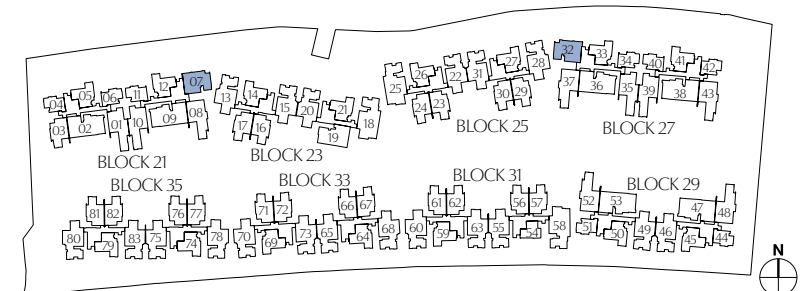 04 05 06 11 12 07
03 02 01 10 09 08
BLOCK 21
13 14 15 20 21 18
17 16 19
BLOCK 23
25 26 22 31 27 28
24 23 30 29
BLOCK 25
32 33 34 40 41 42
37 36 35 39 38 43
BLOCK 27
BLOCK 35
81 82 76 77
80 79 83 75 74 78
BLOCK 33
71 72 66 67
70 69 73 65 64 68
BLOCK 31
61 62 56 57
60 59 63 55 54 58
BLOCK 29
52 53 47 48
51 50 49 46 45 44
N